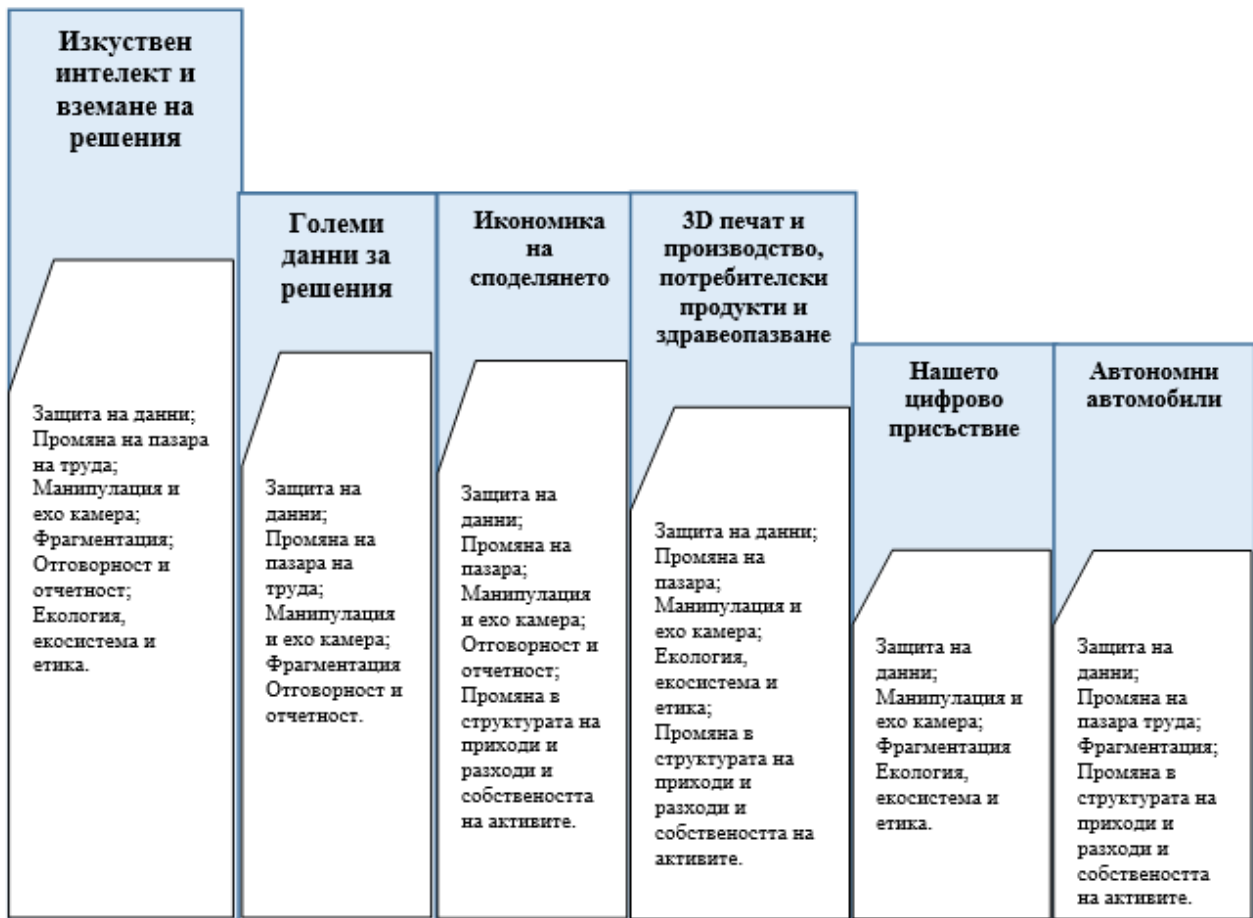 Изкуствен
интелект и
вземане на
решения
Защита на данни;
Промяна на пазара
на труда;
Манипулация и
ехо камера;
Фрагментация;
Отговорност и
отчетност;
Екология,
екосистема и
етика.
Големи
данни за
решения
Защита на
данни;
Промяна на
пазара на
труда;
Манипулация
и ехо камера;
Фрагментация
Отговорност и
отчетност.
Икономика
на
споделянето
Защита на
данни;
Промяна на
пазара;
Манипулация
и ехо камера;
Отговорност и
отчетност;
Промяна в
структурата на
приходи и
разходи и
собствеността
на активите.
3D печат и
производство,
потребителски
продукти и
здравеопазване
Защита на данни;
Промяна на
пазара;
Манипулация и
ехо камера;
Екология,
екосистема и
етика;
Промяна в
структурата на
приходи и
разходи и
собствеността на
активите.
Нашето
цифрово
присъствие
Защита на
данни;
Манипулация и
ехо камера;
Фрагментация
Екология,
екосистема и
етика.
Автономни
автомобили
Защита на
данни;
Промяна на
пазара труда;
Фрагментация;
Промяна в
структурата на
приходи и
разходи и
собствеността
на активите.